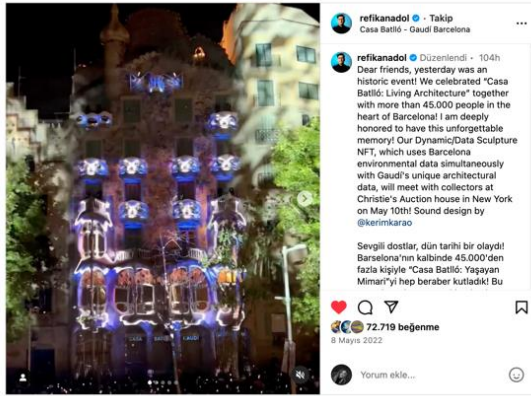 refikanadol • Takip
Casa Batlló - Gaudí Barcelona
refikanadol Düzenlendi • 104h
Dear friends, yesterday was an
historic event! We celebrated “Casa
Batlló: Living Architecture” together
with more than 45.000 people in the
heart of Barcelona! I am deeply
honored to have this unforgettable
memory! Our Dynamic/Data Sculpture
NFT, which uses Barcelona
environmental data simultaneously
with Gaudí's unique architectural
data, will meet with collectors at
Christie's Auction house in New York
on May 10th! Sound design by
@kerimkarao
Sevgili dostlar, dün tarihi bir olaydı!
Barselona'nın kalbinde 45.000'den
fazla kişiyle “Casa Batlló: Yaşayan
Mimari”yi hep beraber kutladık! Bu
72.719 beğenme
8 Mayıs 2022
Yorum ekle...
CASA BATLLÓ GAUDÍ